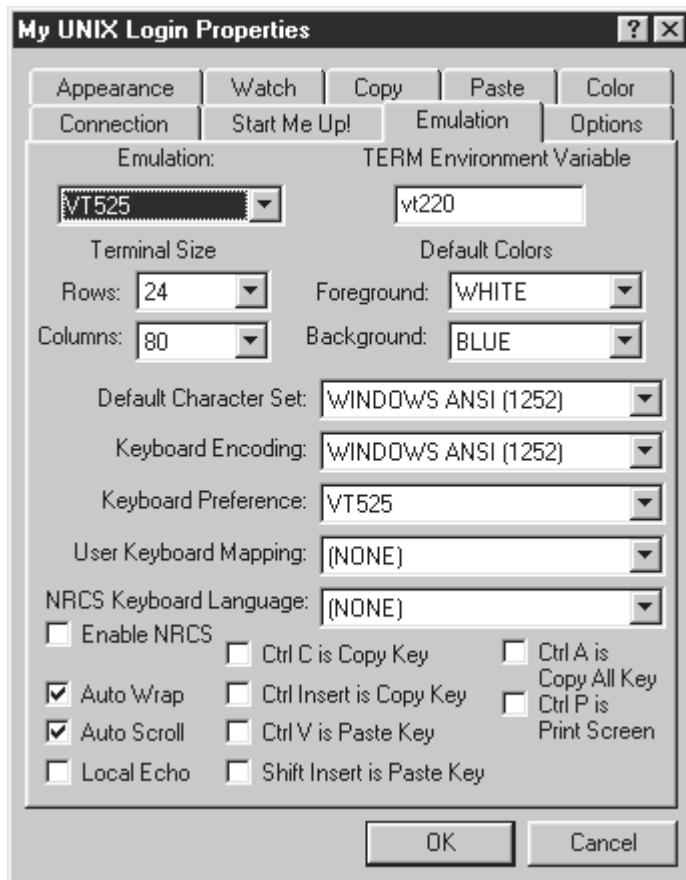 My UNIX Login Properties ? X
Appearance Watch Copy Paste Color
Connection Start Me Up! Emulation Options
Emulation: TERM Environment Variable
VT525 vt220
Terminal Size Default Colors
Rows: 24 Foreground: WHITE
Columns: 80 Background: BLUE
Default Character Set: WINDOWS ANSI (1252)
Keyboard Encoding: WINDOWS ANSI (1252)
Keyboard Preference: VT525
User Keyboard Mapping: (NONE)
NRCS Keyboard Language: (NONE)
Enable NRCS
Ctrl C is Copy Key
Ctrl A is
Copy All Key
Auto Wrap
Ctrl Insert is Copy Key
Ctrl P is
Print Screen
Auto Scroll
Ctrl V is Paste Key
Local Echo
Shift Insert is Paste Key
OK Cancel